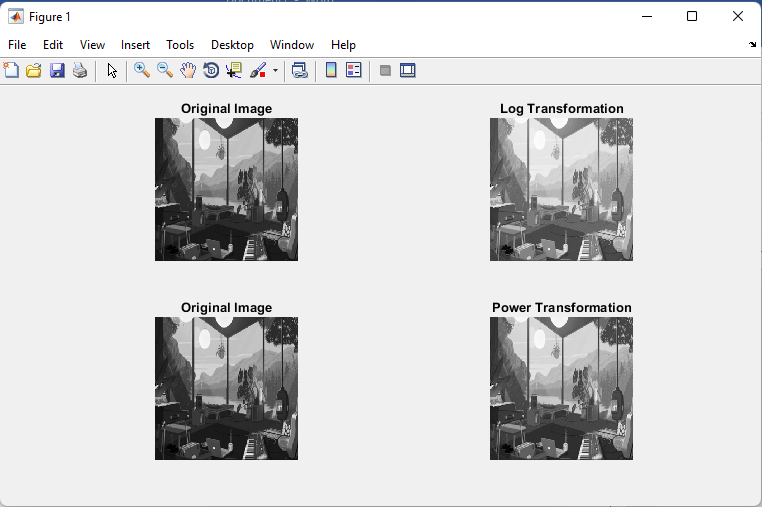 Figure 1
File Edit View Insert Tools Desktop Window Help
Original Image
Log Transformation
Original Image
Power Transformation